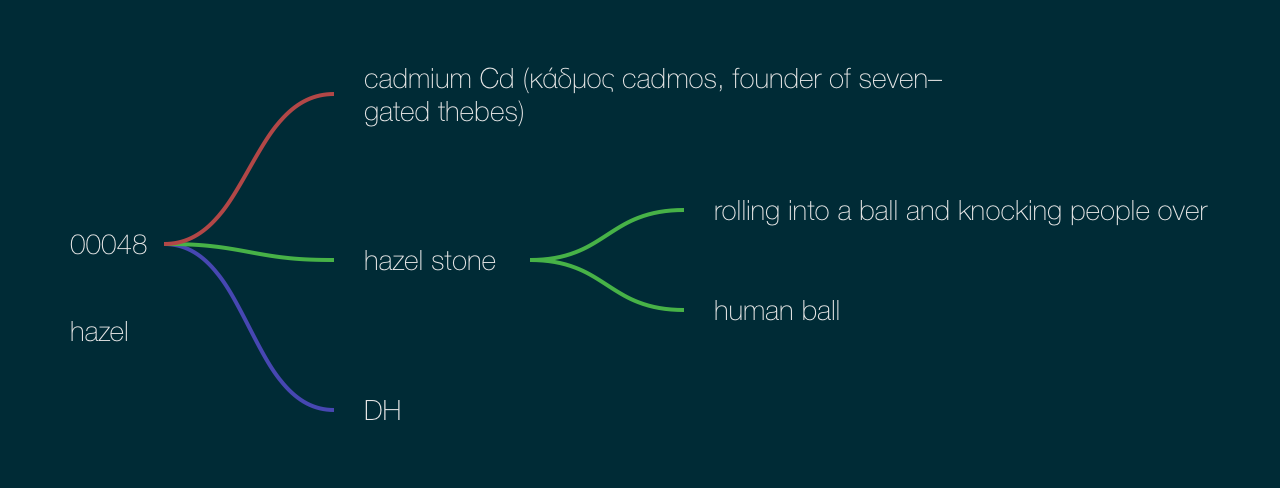 00048
hazel
cadmium Cd (κάδμος cadmos, founder of seven–
gated thebes)
hazel stone
rolling into a ball and knocking people over
human ball
DH